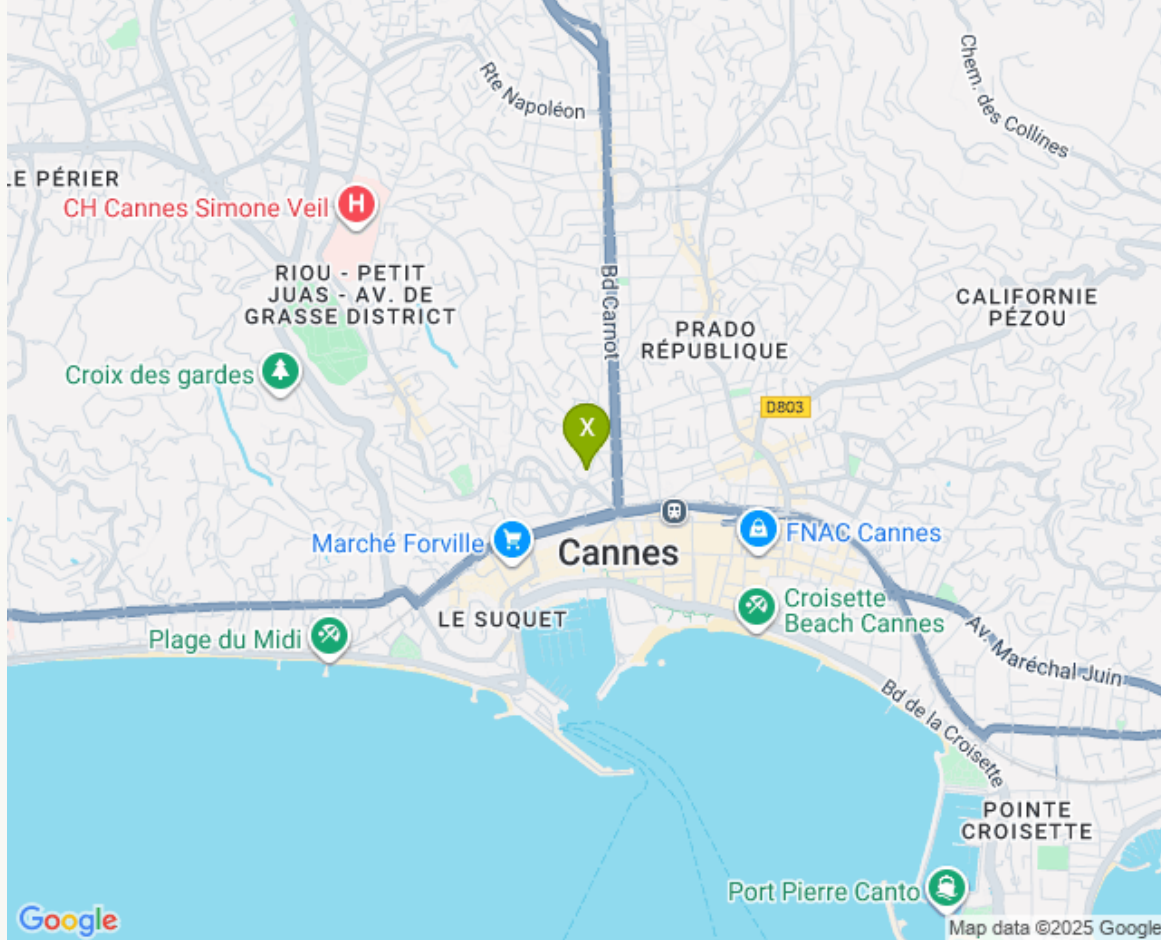 Rte Napoléon
Chem. des Collines
LE PÉRIER
CH Cannes Simone Veil
H
RIOU - PETIT
JUAS - AV. DE
GRASSE DISTRICT
Bd Carnot
CALIFORNIE
PÉZOU
PRADO
RÉPUBLIQUE
Croix des gardes
D803
X
Marché Forville
Cannes
FNAC Cannes
LE SUQUET
Croisette
Beach Cannes
Plage du Midi
Av. Maréchal Juin
Bd de la Croisette
POINTE
CROISETTE
Port Pierre Canto
Google
Map data ©2025 Google